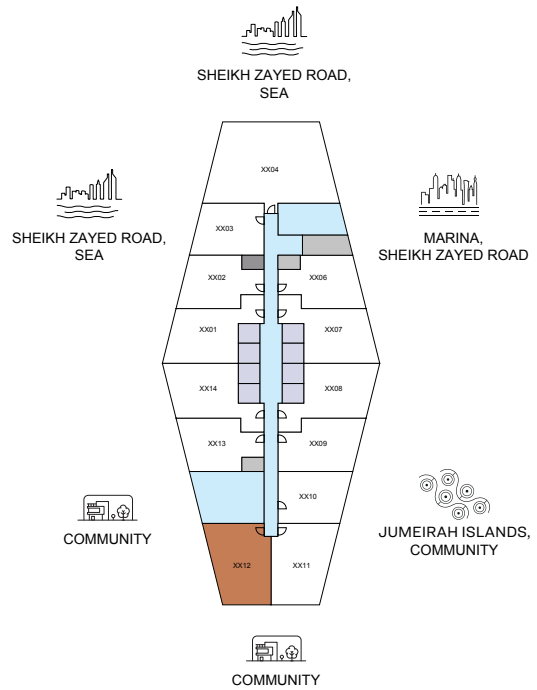 SHEIKH ZAYED ROAD,
SEA
XX04
SHEIKH ZAYED ROAD,
SEA
XX03
MARINA,
SHEIKH ZAYED ROAD
XX02
XX06
XX01
XX07
XX14
XX08
XX13
XX09
XX10
COMMUNITY
JUMEIRAH ISLANDS,
COMMUNITY
XX12
XX11
COMMUNITY